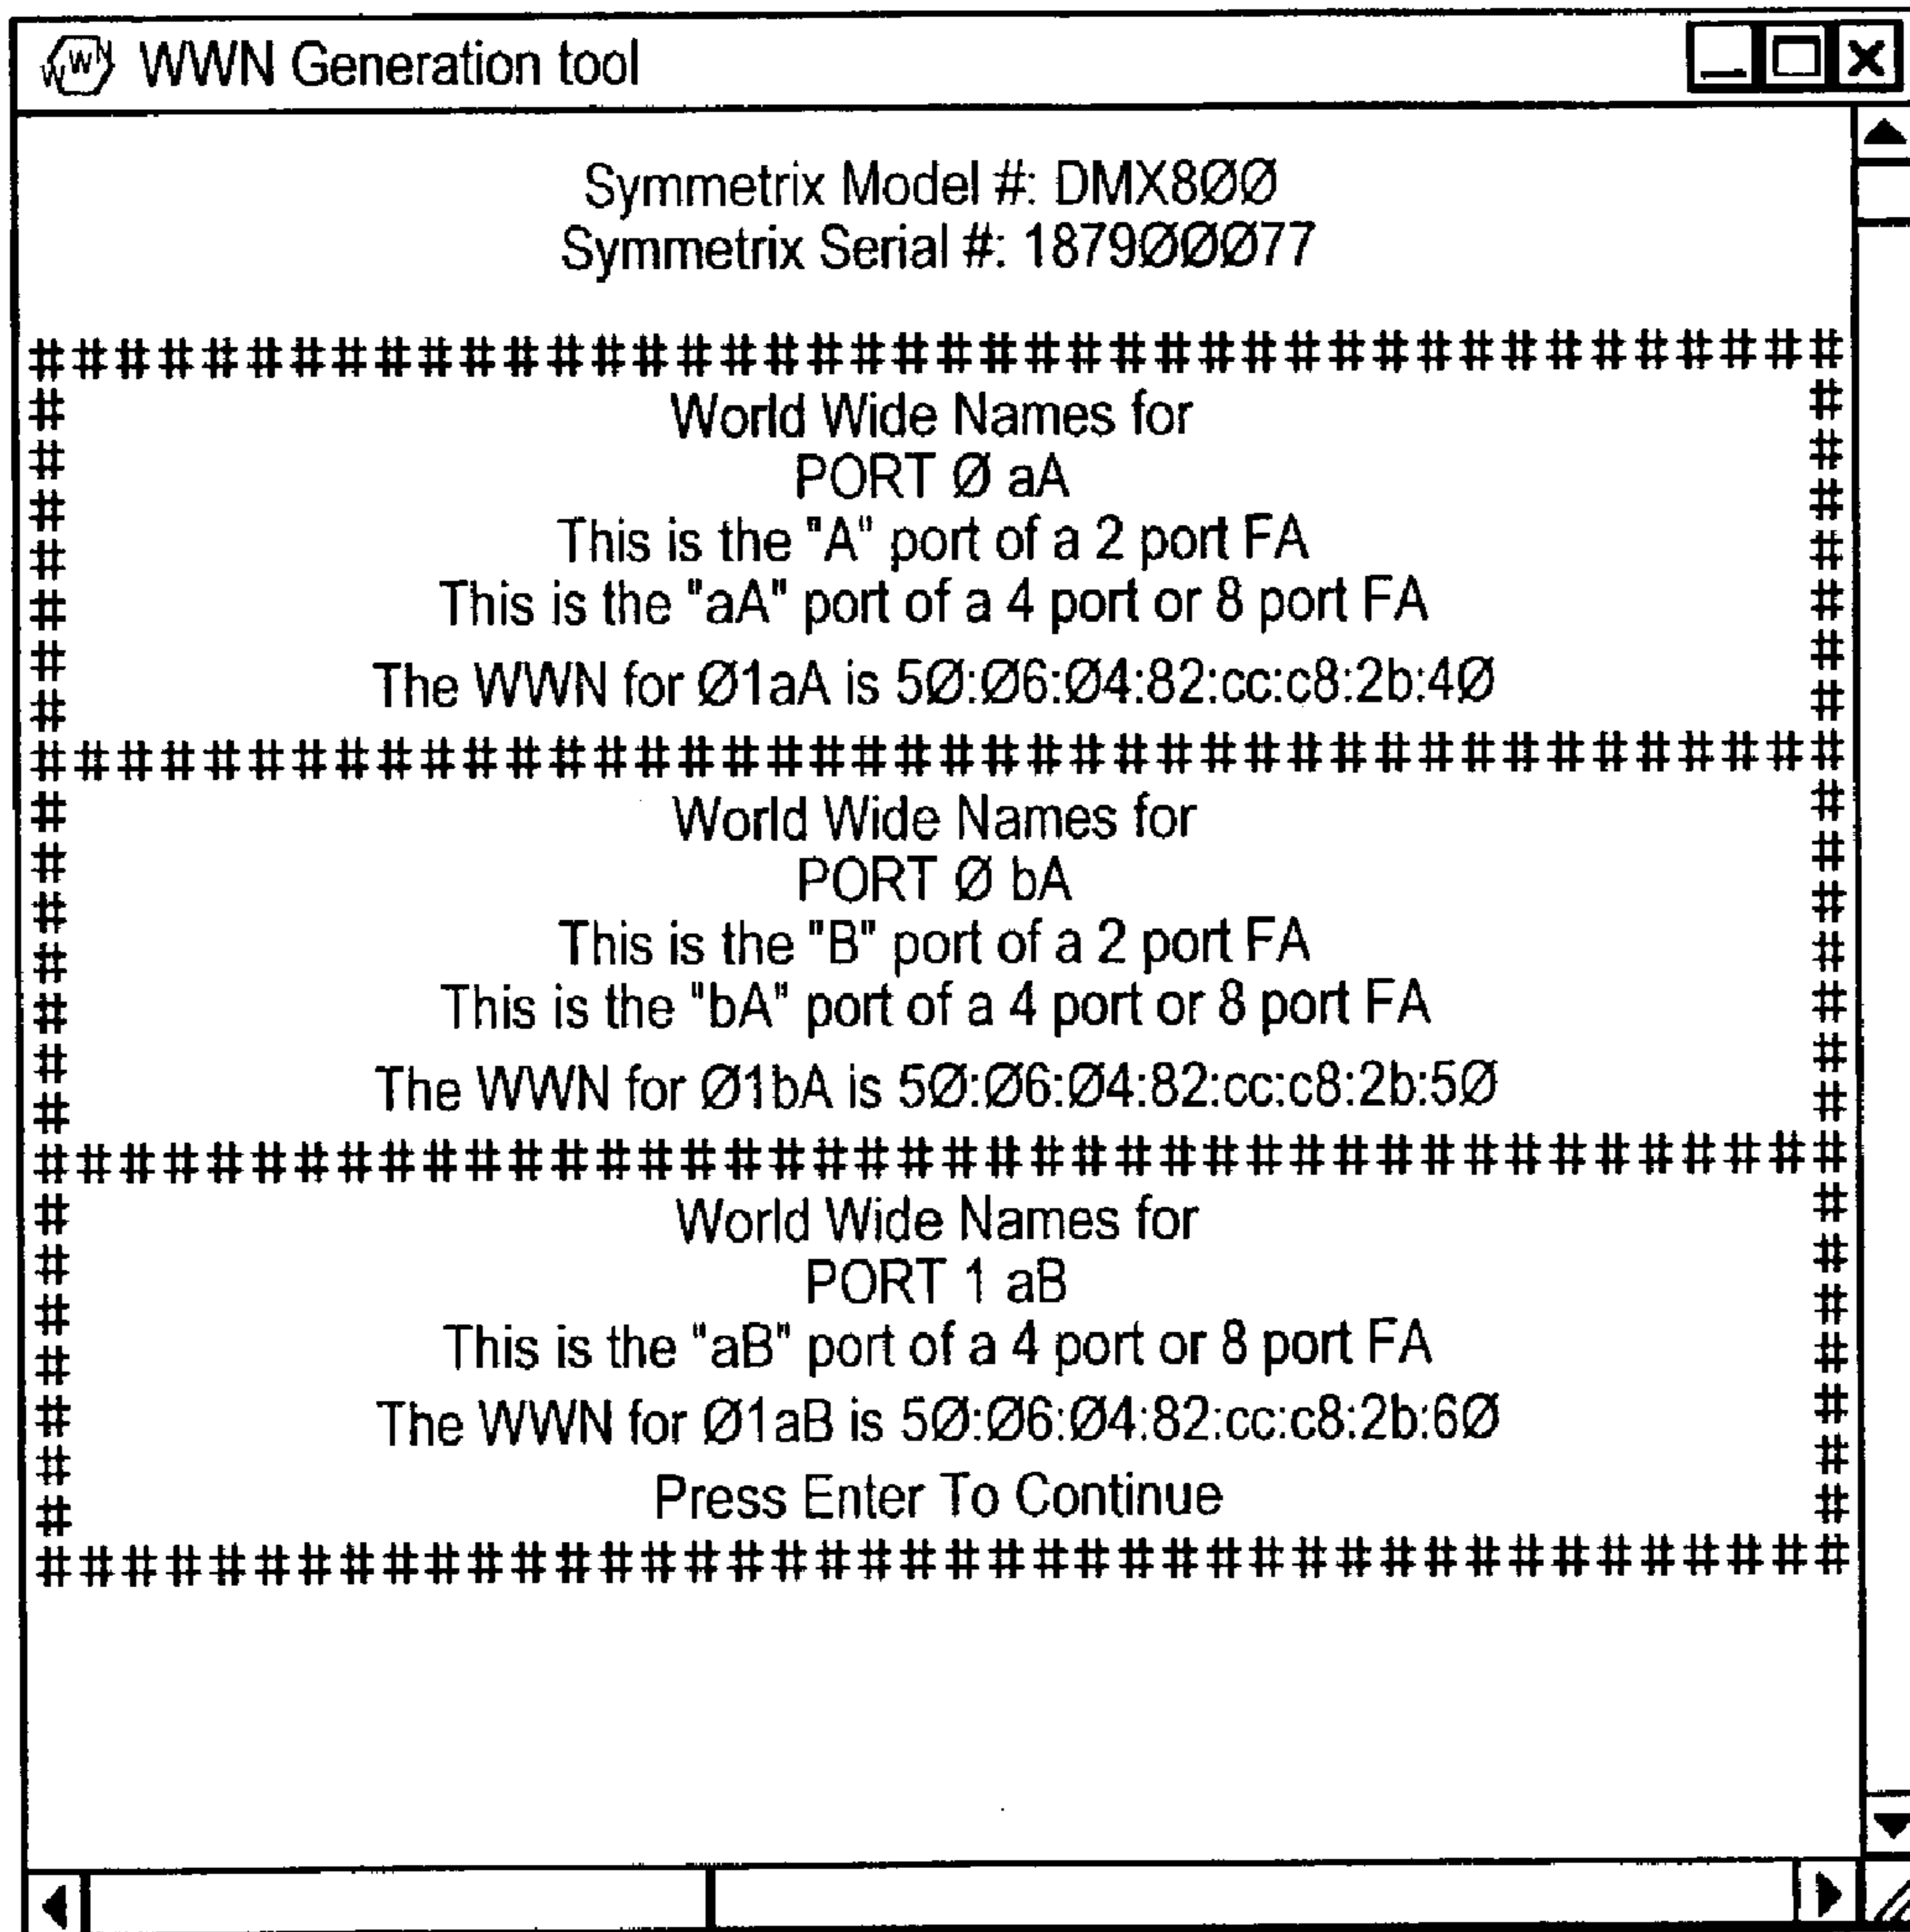 WWN WWN Generation tool
Symmetrix Model #: DMX8ØØ
Symmetrix Serial #: 1879ØØØ77
##########################################
# World Wide Names for #
# PORT Ø aA #
# This is the "A" port of a 2 port FA #
# This is the "aA" port of a 4 port or 8 port FA #
# The WWN for Ø1aA is 5Ø:Ø6:Ø4:82:cc:c8:2b:4Ø #
##########################################
# World Wide Names for #
# PORT Ø bA #
# This is the "B" port of a 2 port FA #
# This is the "bA" port of a 4 port or 8 port FA #
# The WWN for Ø1bA is 5Ø:Ø6:Ø4:82:cc:c8:2b:5Ø #
##########################################
# World Wide Names for #
# PORT 1 aB #
# This is the "aB" port of a 4 port or 8 port FA #
# The WWN for Ø1aB is 5Ø:Ø6:Ø4:82:cc:c8:2b:6Ø #
# Press Enter To Continue #
##########################################